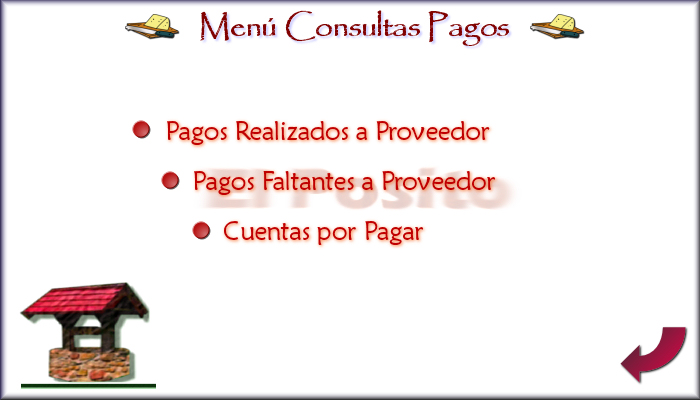 Menú Consultas Pagos
Pagos Realizados a Proveedor
Pagos Faltantes a Proveedor
El Posito
Cuentas por Pagar